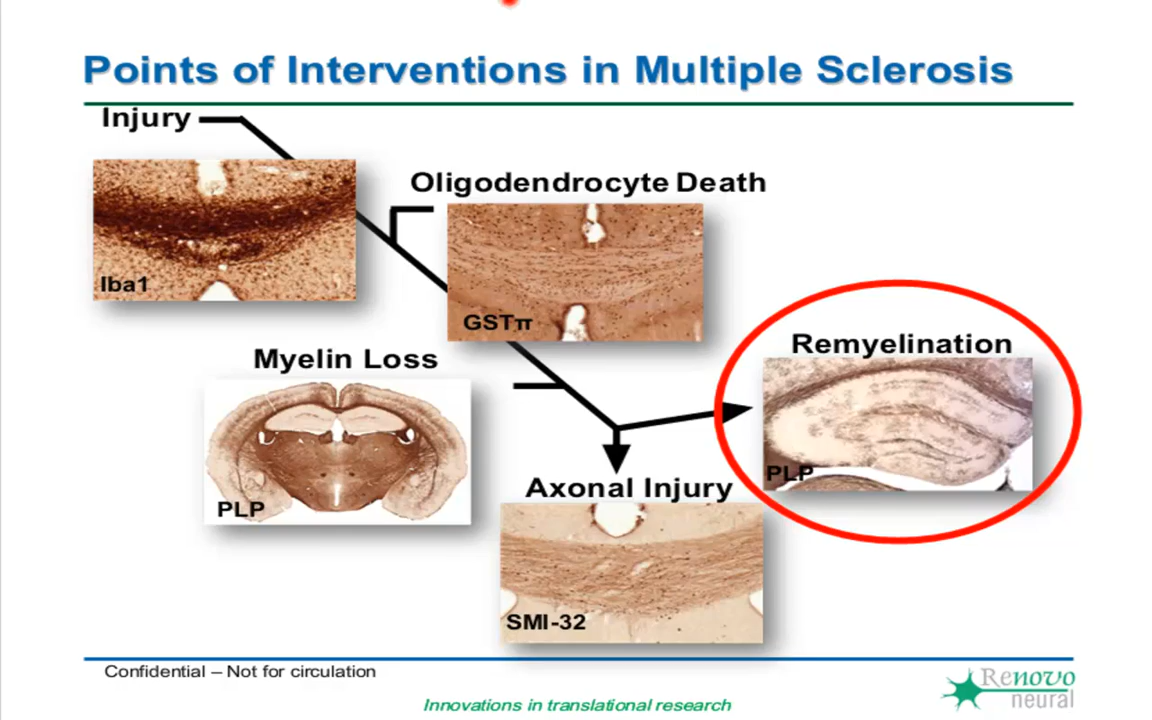 Points of Interventions in Multiple Sclerosis
Injury
Iba1
Oligodendrocyte Death
GSTπ
Myelin Loss
PLP
Remyelination
PLP
Axonal Injury
SMI-32
Confidential – Not for circulation
Innovations in translational research
Renovo
neural